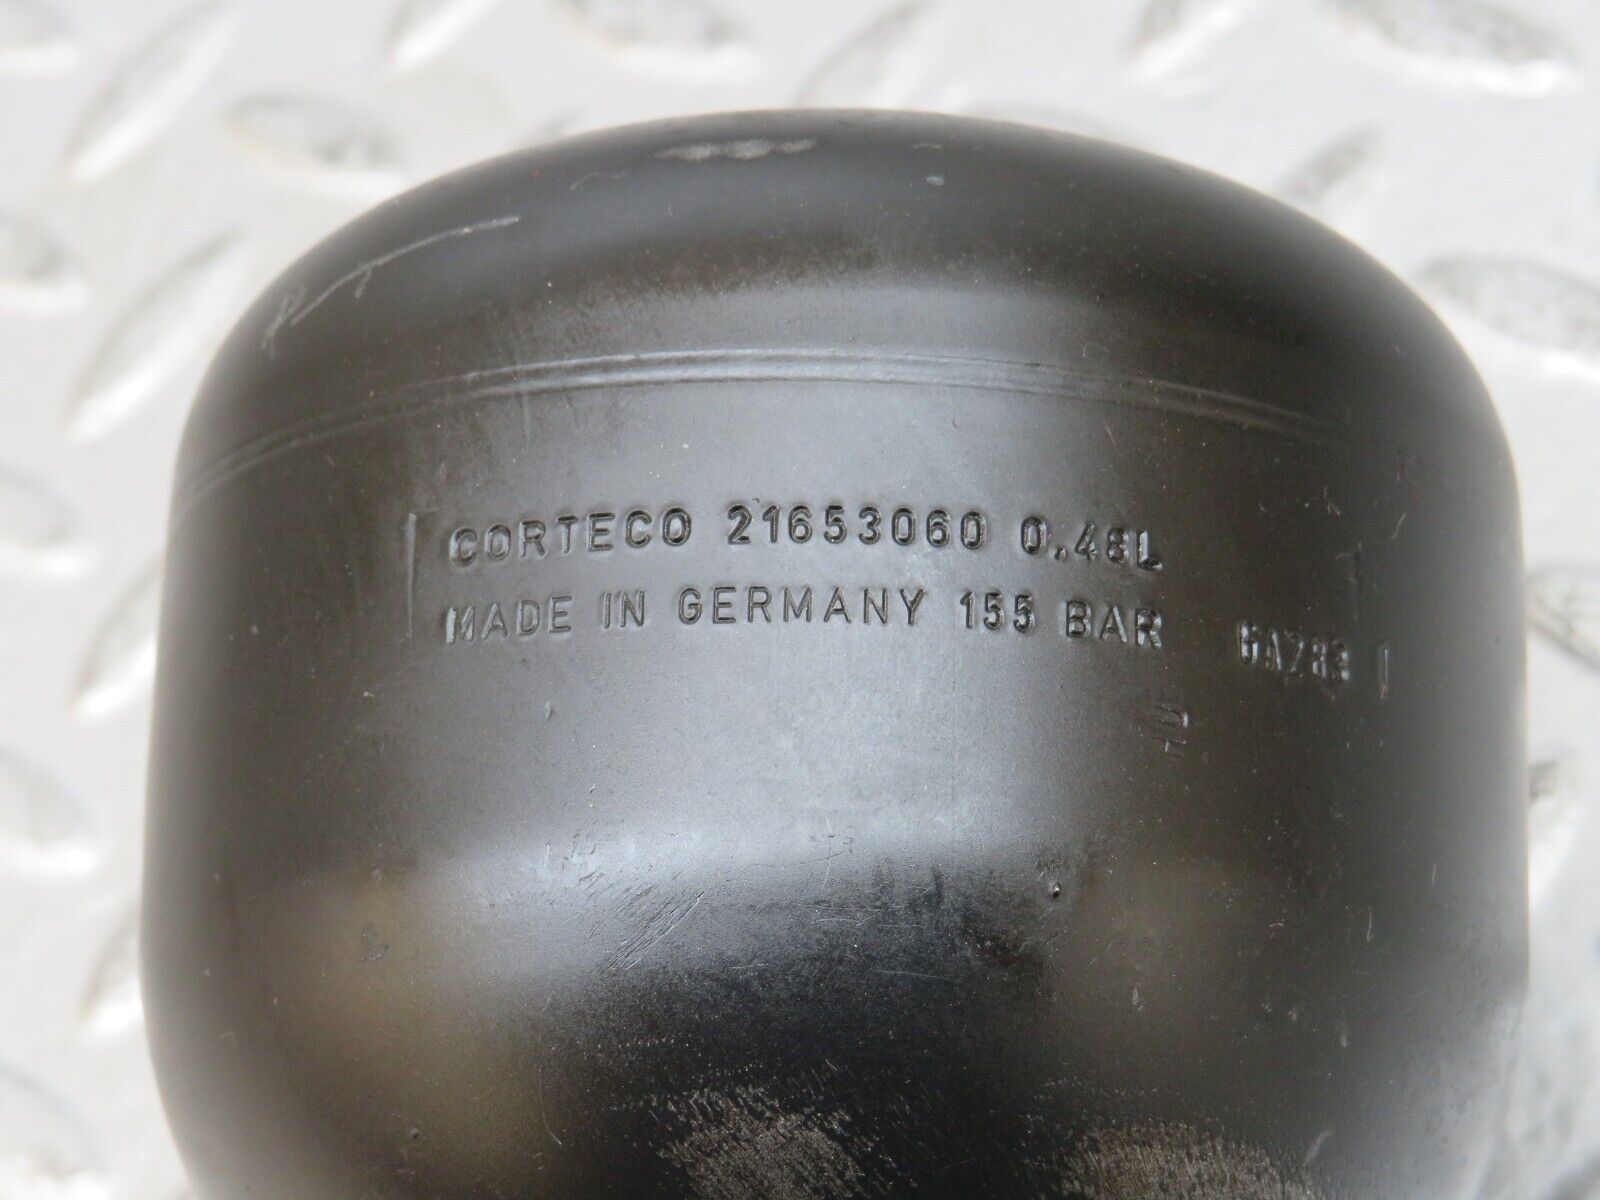 CORTECO 21653060 0.48L
MADE IN GERMANY 155 BAR